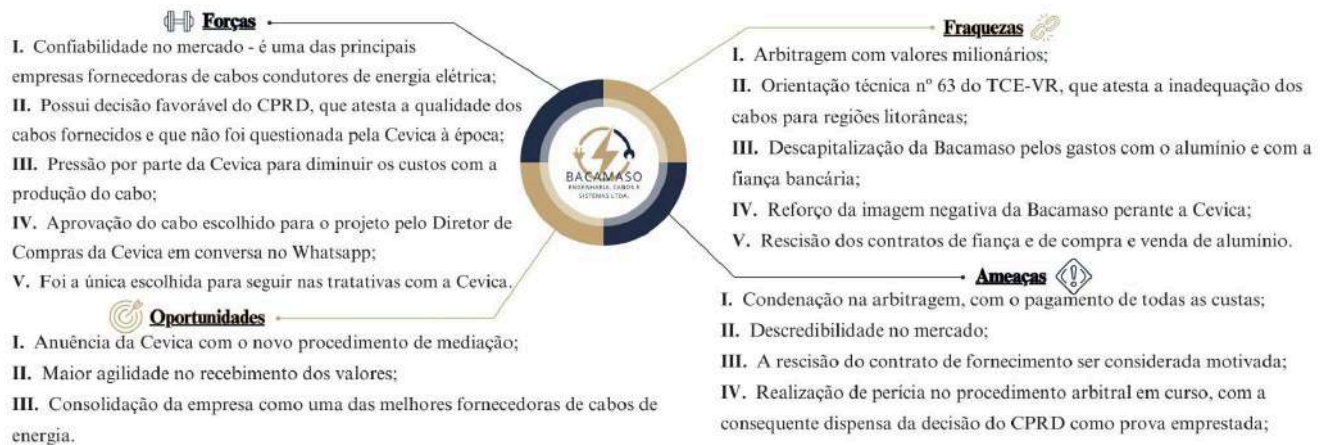 Forças
I. Confiabilidade no mercado - é uma das principais
empresas fornecedoras de cabos condutores de energia elétrica;
II. Possui decisão favorável do CPRD, que atesta a qualidade dos
cabos fornecidos e que não foi questionada pela Cevica à época;
III. Pressão por parte da Cevica para diminuir os custos com a
produção do cabo;
IV. Aprovação do cabo escolhido para o projeto pelo Diretor de
Compras da Cevica em conversa no Whatsapp;
V. Foi a única escolhida para seguir nas tratativas com a Cevica.
Fraquezas
I. Arbitragem com valores milionários;
II. Orientação técnica nº 63 do TCE-VR, que atesta a inadequação dos
cabos para regiões litorâneas;
III. Descapitalização da Bacamaso pelos gastos com o alumínio e com a
fiança bancária;
IV. Reforço da imagem negativa da Bacamaso perante a Cevica;
V. Rescisão dos contratos de fiança e de compra e venda de alumínio.
BACAMASO
ENGENHARIA, CABOS E
SISTEMAS LTDA.
Oportunidades
I. Anuência da Cevica com o novo procedimento de mediação;
II. Maior agilidade no recebimento dos valores;
III. Consolidação da empresa como uma das melhores fornecedoras de cabos de
energia.
Ameaças
I. Condenação na arbitragem, com o pagamento de todas as custas;
II. Descredibilidade no mercado;
III. A rescisão do contrato de fornecimento ser considerada motivada;
IV. Realização de perícia no procedimento arbitral em curso, com a
consequente dispensa da decisão do CPRD como prova emprestada;